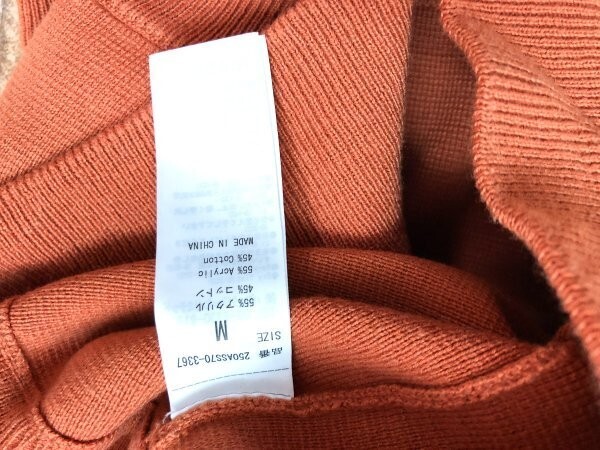 品番 250ASS70-3367
SIZE
M
55% アクリル
45% コットン
55% Acrylic
45% Cotton
MADE IN CHINA